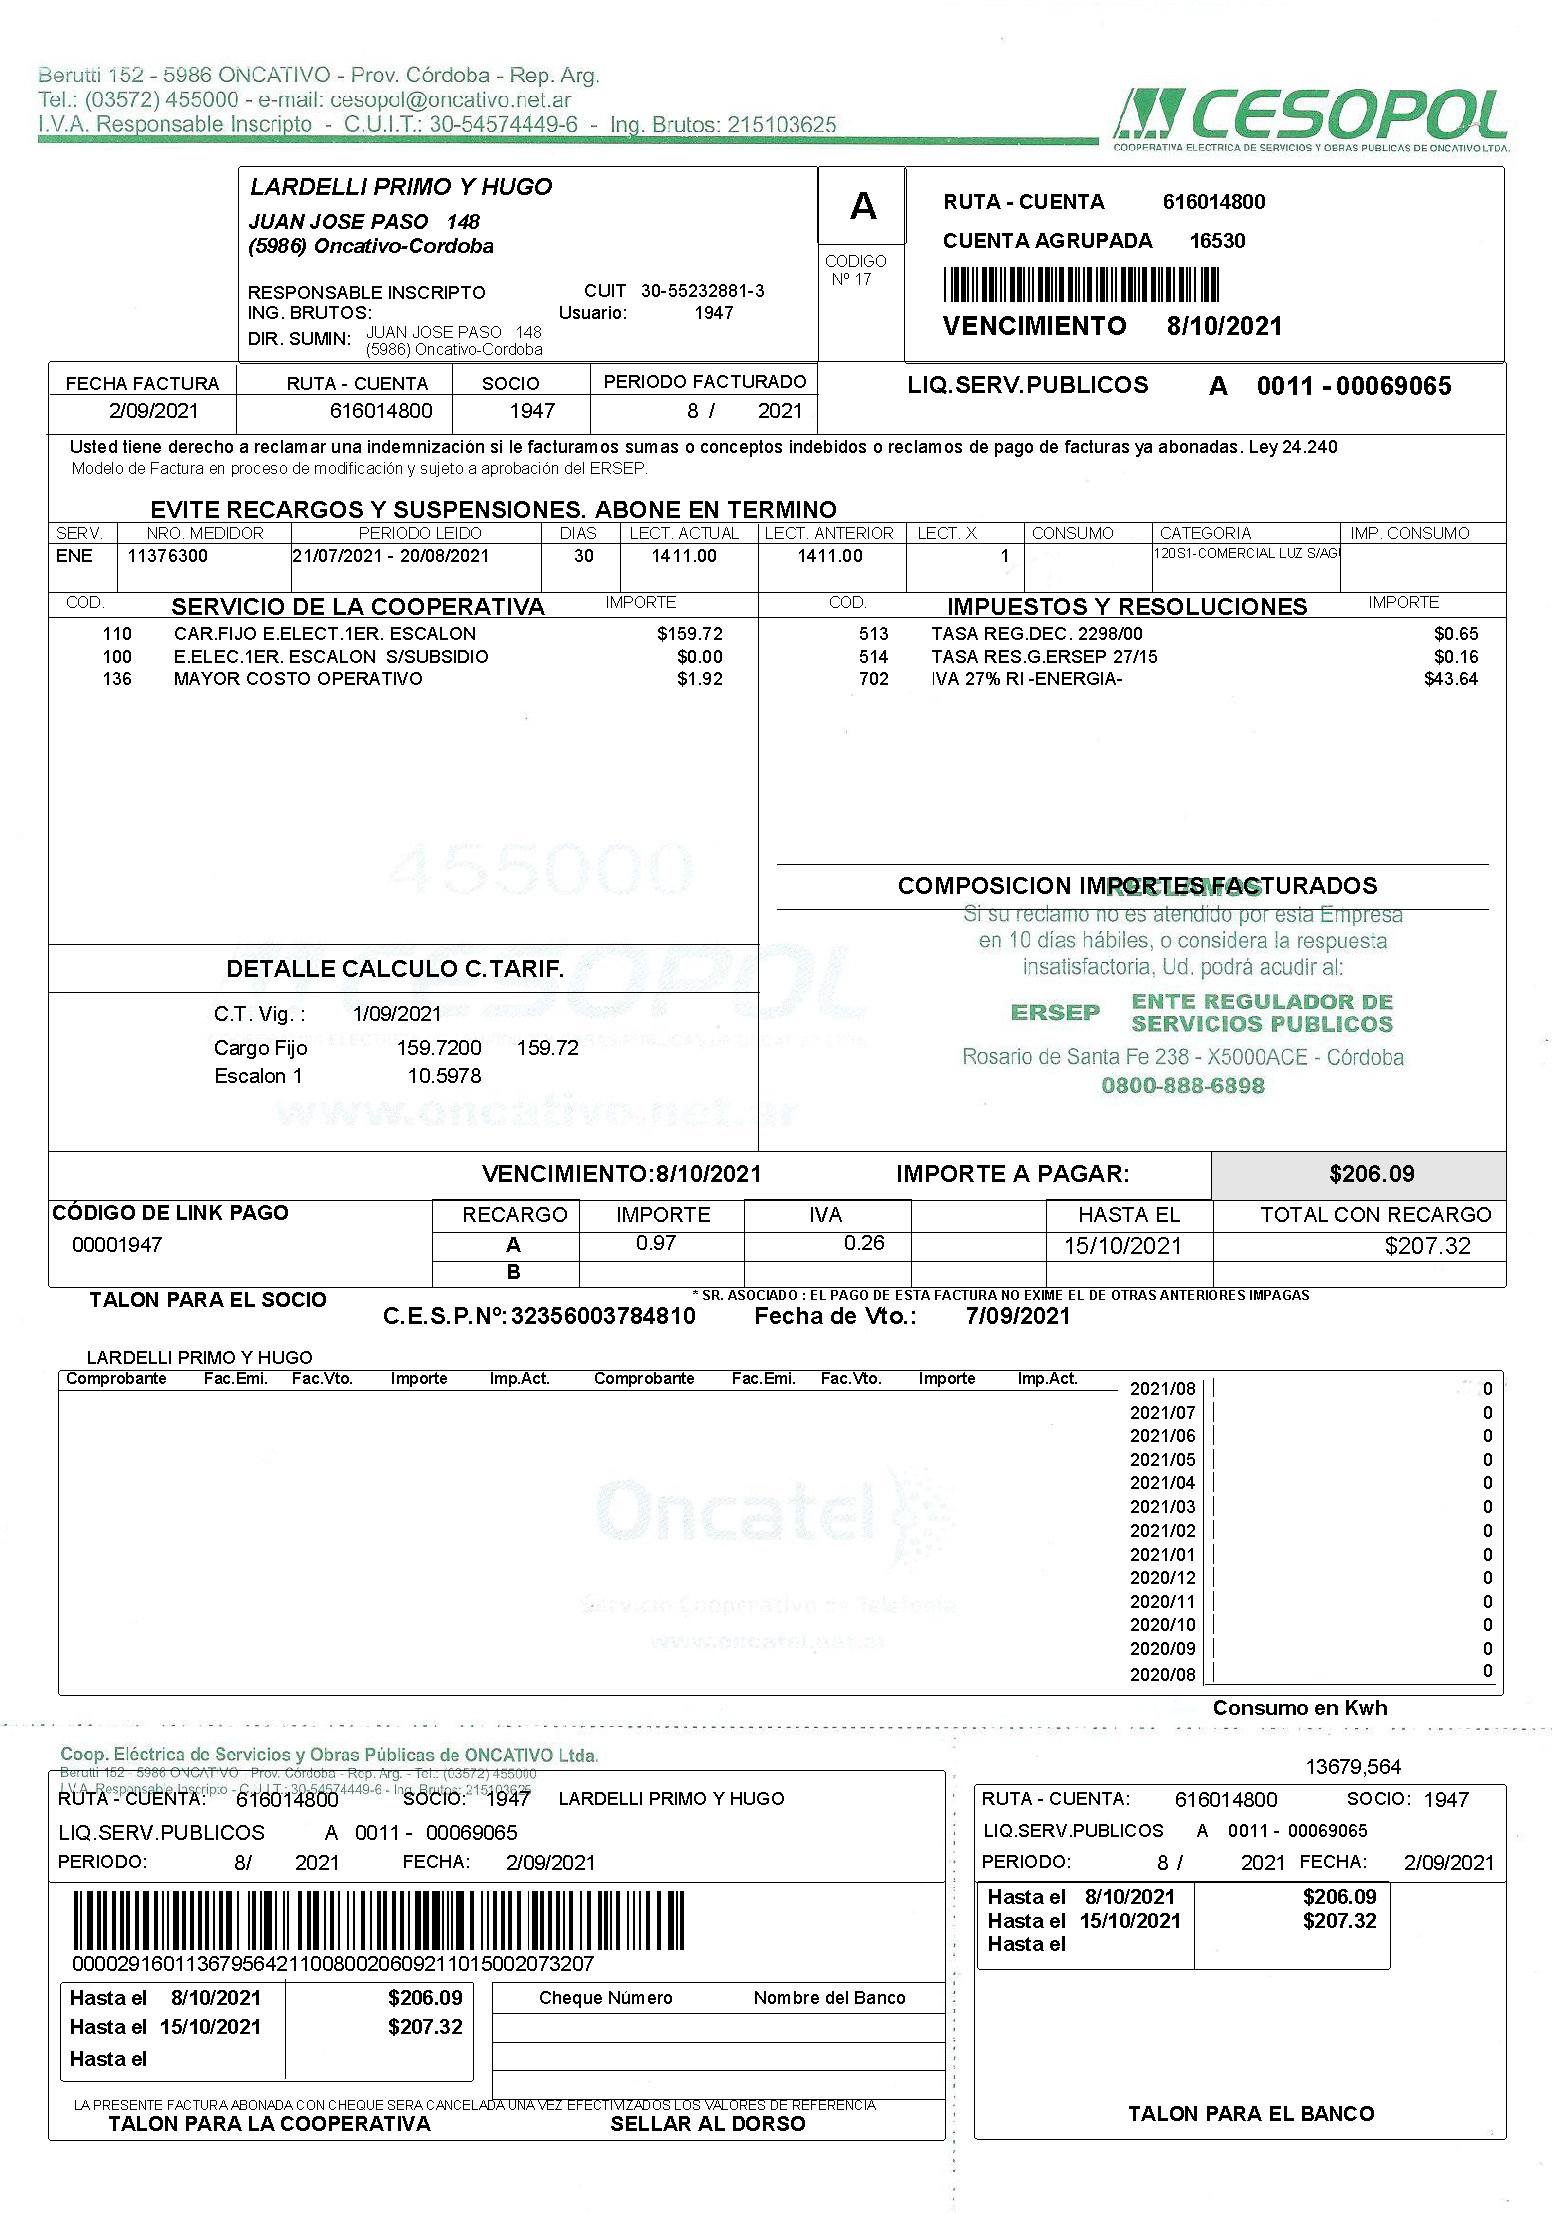 Berutti 152 - 5986 ONCATIVO - Prov. Córdoba - Rep. Arg.
Tel.: (03572) 455000 - e-mail: cesopol@oncativo.net.ar
I.V.A. Responsable Inscripto - C.U.I.T.: 30-54574449-6 - Ing. Brutos: 215103625
CESOPOL
COOPERATIVA ELECTRICA DE SERVICIOS Y OBRAS PUBLICAS DE ONCATIVO LTDA.
LARDELLI PRIMO Y HUGO
JUAN JOSE PASO 148
(5986) Oncativo-Cordoba
RESPONSABLE INSCRIPTO CUIT 30-55232881-3
ING. BRUTOS: Usuario: 1947
DIR. SUMIN: JUAN JOSE PASO 148
(5986) Oncativo-Cordoba
A
CODIGO
Nº 17
RUTA - CUENTA 616014800
CUENTA AGRUPADA 16530
VENCIMIENTO 8/10/2021
FECHA FACTURA RUTA - CUENTA SOCIO PERIODO FACTURADO
2/09/2021 616014800 1947 8 / 2021
LIQ.SERV.PUBLICOS A 0011 - 00069065
Usted tiene derecho a reclamar una indemnización si le facturamos sumas o conceptos indebidos o reclamos de pago de facturas ya abonadas. Ley 24.240
Modelo de Factura en proceso de modificación y sujeto a aprobación del ERSEP.
EVITE RECARGOS Y SUSPENSIONES. ABONE EN TERMINO
SERV. NRO. MEDIDOR PERIODO LEIDO DIAS LECT. ACTUAL LECT. ANTERIOR LECT. X CONSUMO CATEGORIA IMP. CONSUMO
ENE 11376300 21/07/2021 - 20/08/2021 30 1411.00 1411.00 1 120S1-COMERCIAL LUZ S/AG
COD. SERVICIO DE LA COOPERATIVA IMPORTE COD. IMPUESTOS Y RESOLUCIONES IMPORTE
110 CAR.FIJO E.ELECT.1ER. ESCALON $159.72
100 E.ELEC.1ER. ESCALON S/SUBSIDIO $0.00
136 MAYOR COSTO OPERATIVO $1.92
513 TASA REG.DEC. 2298/00 $0.65
514 TASA RES.G.ERSEP 27/15 $0.16
702 IVA 27% RI -ENERGIA- $43.64
455000
CESOPOL
www.oncativo.net.ar
DETALLE CALCULO C.TARIF.
C.T. Vig. : 1/09/2021
Cargo Fijo 159.7200 159.72
Escalon 1 10.5978
COMPOSICION IMPORTES FACTURADOS
RECLAMOS
Si su reclamo no es atendido por esta Empresa
en 10 días hábiles, o considera la respuesta
insatisfactoria, Ud. podrá acudir al:
ERSEP ENTE REGULADOR DE
SERVICIOS PUBLICOS
Rosario de Santa Fe 238 - X5000ACE - Córdoba
0800-888-6898
VENCIMIENTO:8/10/2021 IMPORTE A PAGAR: $206.09
CÓDIGO DE LINK PAGO RECARGO IMPORTE IVA HASTA EL TOTAL CON RECARGO
00001947 A 0.97 0.26 15/10/2021 $207.32
B
TALON PARA EL SOCIO
* SR. ASOCIADO : EL PAGO DE ESTA FACTURA NO EXIME EL DE OTRAS ANTERIORES IMPAGAS
C.E.S.P.Nº:32356003784810 Fecha de Vto.: 7/09/2021
LARDELLI PRIMO Y HUGO
Comprobante Fac.Emi. Fac.Vto. Importe Imp.Act. Comprobante Fac.Emi. Fac.Vto. Importe Imp.Act.
2021/08 0
2021/07 0
2021/06 0
2021/05 0
2021/04 0
2021/03 0
2021/02 0
2021/01 0
2020/12 0
2020/11 0
2020/10 0
2020/09 0
2020/08 0
Oncatel
Servicio Cooperativo de Telefonía
www.oncatel.net.ar
Consumo en Kwh
Coop. Eléctrica de Servicios y Obras Públicas de ONCATIVO Ltda.
Berutti 152 - 5986 ONCATIVO - Prov. Córdoba - Rep. Arg. - Tel.: (03572) 455000
I.V.A. Responsable Inscripto - C.U.I.T.: 30-54574449-6 - Ing. Brutos: 215103625
RUTA - CUENTA: 616014800 SOCIO: 1947 LARDELLI PRIMO Y HUGO
LIQ.SERV.PUBLICOS A 0011 - 00069065
PERIODO: 8/ 2021 FECHA: 2/09/2021
0000291601136795642110080020609211015002073207
Hasta el 8/10/2021 $206.09
Hasta el 15/10/2021 $207.32
Hasta el
Cheque Número Nombre del Banco
LA PRESENTE FACTURA ABONADA CON CHEQUE SERA CANCELADA UNA VEZ EFECTIVIZADOS LOS VALORES DE REFERENCIA
TALON PARA LA COOPERATIVA SELLAR AL DORSO
13679,564
RUTA - CUENTA: 616014800 SOCIO: 1947
LIQ.SERV.PUBLICOS A 0011 - 00069065
PERIODO: 8 / 2021 FECHA: 2/09/2021
Hasta el 8/10/2021 $206.09
Hasta el 15/10/2021 $207.32
Hasta el
TALON PARA EL BANCO